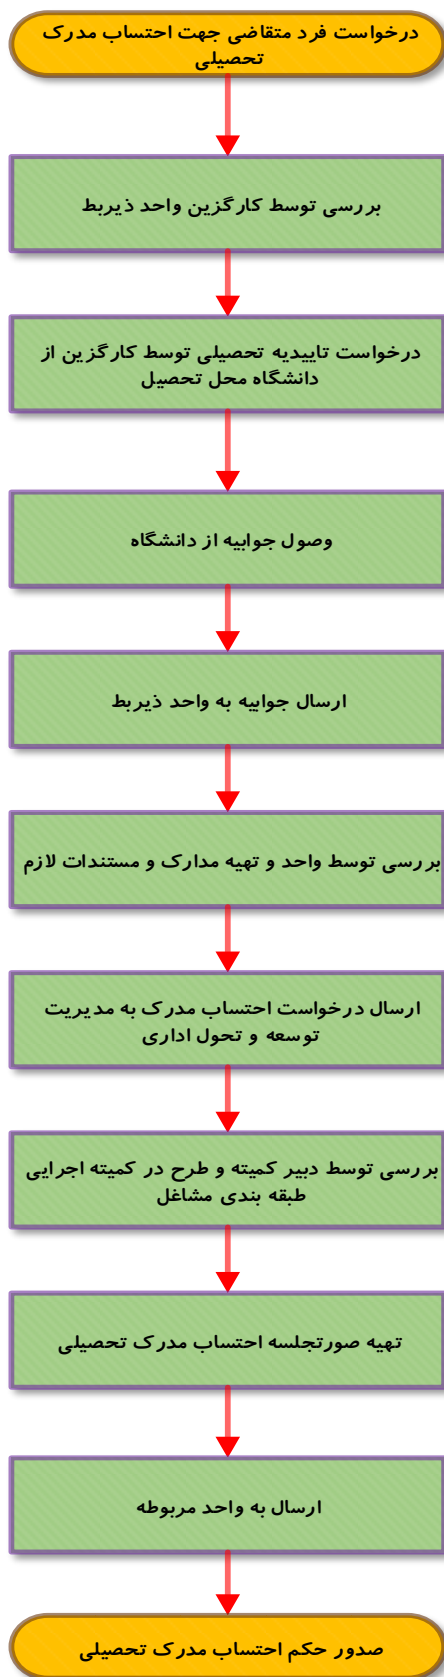 درخواست فرد متقاضی جهت احتساب مدرک
تحصیلی
بررسی توسط کارگزین واحد ذیربط
درخواست تاییدیه تحصیلی توسط کارگزین از
دانشگاه محل تحصیل
وصول جوابیه از دانشگاه
ارسال جوابیه به واحد ذیربط
بررسی توسط واحد و تهیه مدارک و مستندات لازم
ارسال درخواست احتساب مدرک به مدیریت
توسعه و تحول اداری
بررسی توسط دبیر کمیته و طرح در کمیته اجرایی
طبقه بندی مشاغل
تهیه صورتجلسه احتساب مدرک تحصیلی
ارسال به واحد مربوطه
صدور حکم احتساب مدرک تحصیلی